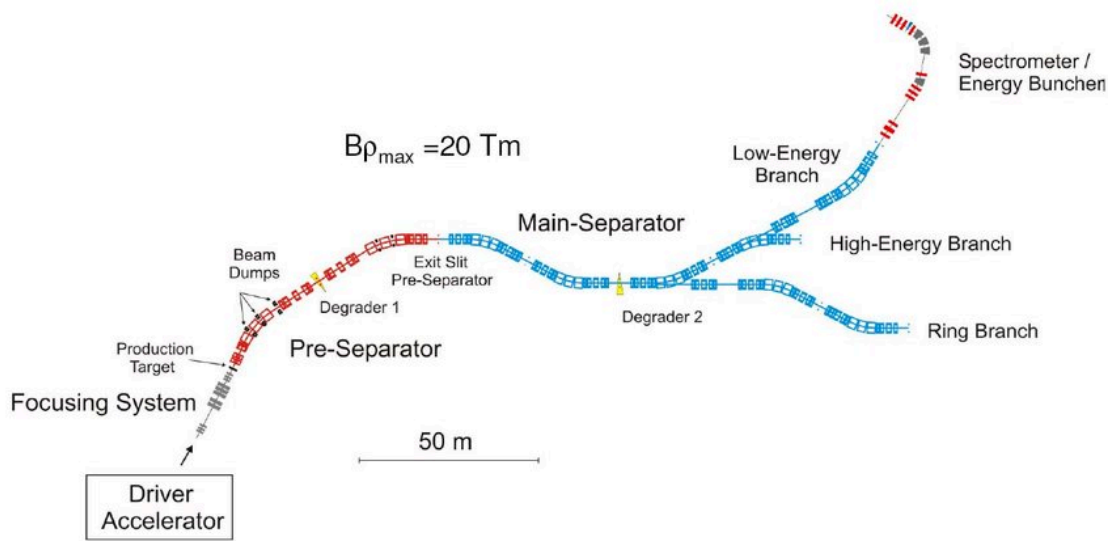 Spectrometer /
Energy Buncher
Bρmax =20 Tm
Low-Energy
Branch
Main-Separator
High-Energy Branch
Beam
Dumps
Exit Slit
Pre-Separator
Degrader 1
Degrader 2
Ring Branch
Production
Target
Pre-Separator
Focusing System
50 m
Driver
Accelerator